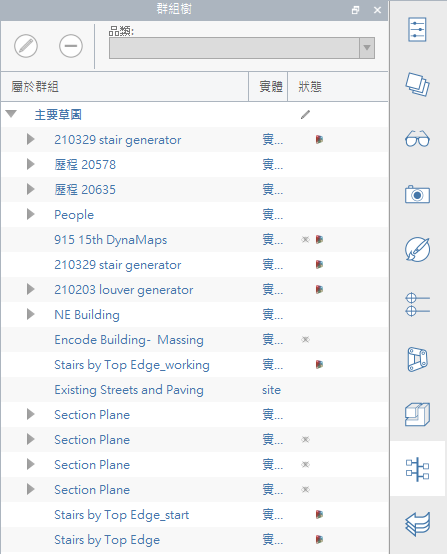 群組樹
品類:
屬於群組 實體 狀態
主要草圖
210329 stair generator 實...
歷程 20578 實...
歷程 20635 實...
People 實...
915 15th DynaMaps 實...
210329 stair generator 實...
210203 louver generator 實...
NE Building 實...
Encode Building- Massing 實...
Stairs by Top Edge_working 實...
Existing Streets and Paving site
Section Plane 實...
Section Plane 實...
Section Plane 實...
Section Plane 實...
Stairs by Top Edge_start 實...
Stairs by Top Edge 實...